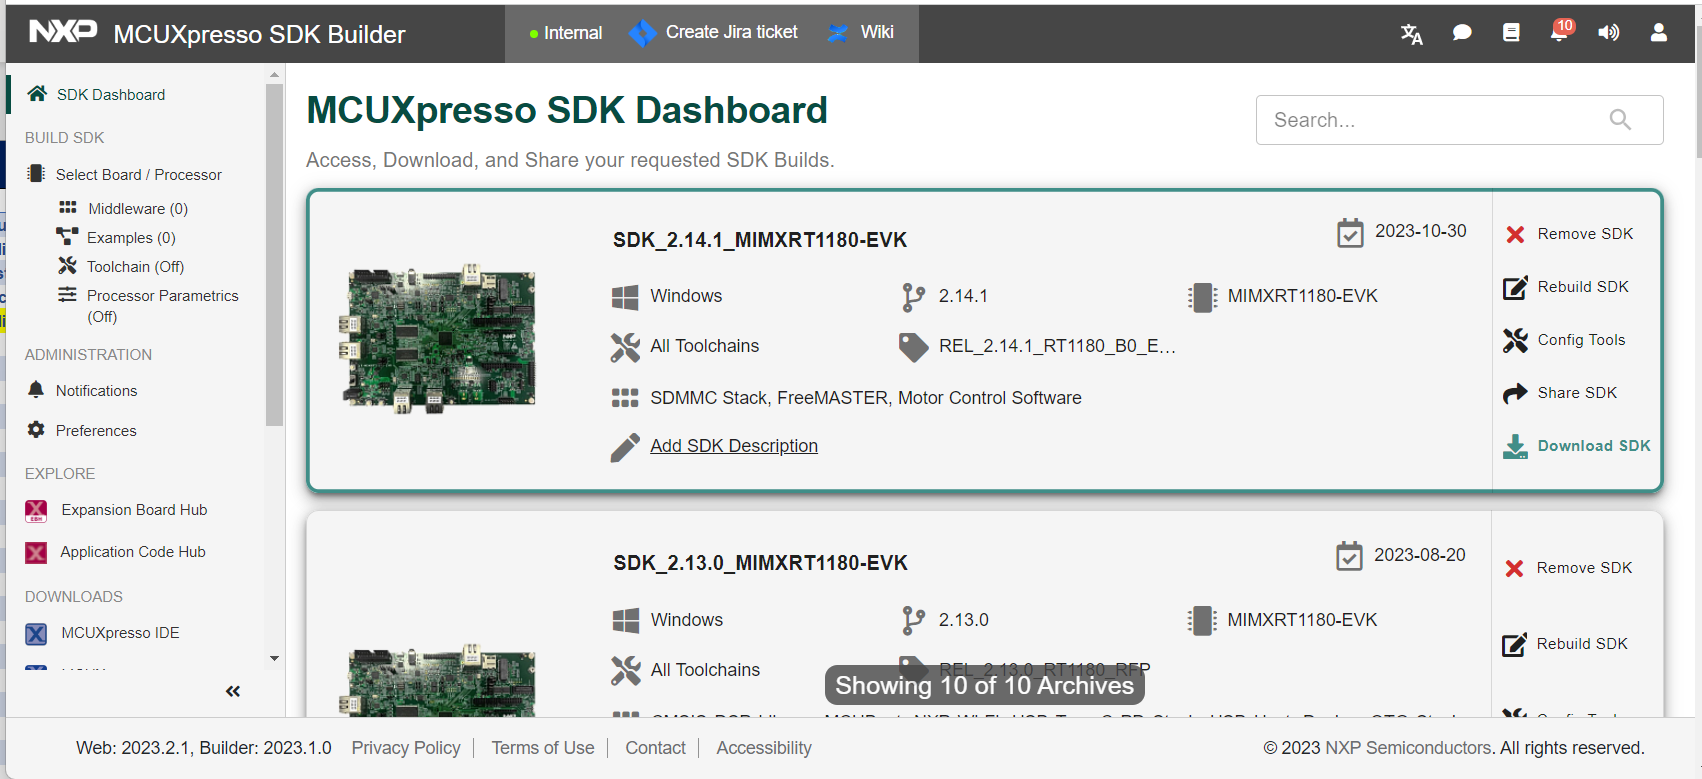 NXP MCUXpresso SDK Builder
Internal
Create Jira ticket
Wiki
10
SDK Dashboard
BUILD SDK
Select Board / Processor
Middleware (0)
Examples (0)
Toolchain (Off)
Processor Parametrics
(Off)
ADMINISTRATION
Notifications
Preferences
EXPLORE
Expansion Board Hub
Application Code Hub
DOWNLOADS
MCUXpresso IDE
MCUXpresso SDK Dashboard
Search...
Access, Download, and Share your requested SDK Builds.
SDK_2.14.1_MIMXRT1180-EVK
2023-10-30
Windows
2.14.1
MIMXRT1180-EVK
All Toolchains
REL_2.14.1_RT1180_B0_E...
SDMMC Stack, FreeMASTER, Motor Control Software
Add SDK Description
Remove SDK
Rebuild SDK
Config Tools
Share SDK
Download SDK
SDK_2.13.0_MIMXRT1180-EVK
2023-08-20
Windows
2.13.0
MIMXRT1180-EVK
All Toolchains
REL_2.13.0_RT1180_RFP
Remove SDK
Rebuild SDK
Showing 10 of 10 Archives
Web: 2023.2.1, Builder: 2023.1.0
Privacy Policy
Terms of Use
Contact
Accessibility
© 2023 NXP Semiconductors. All rights reserved.